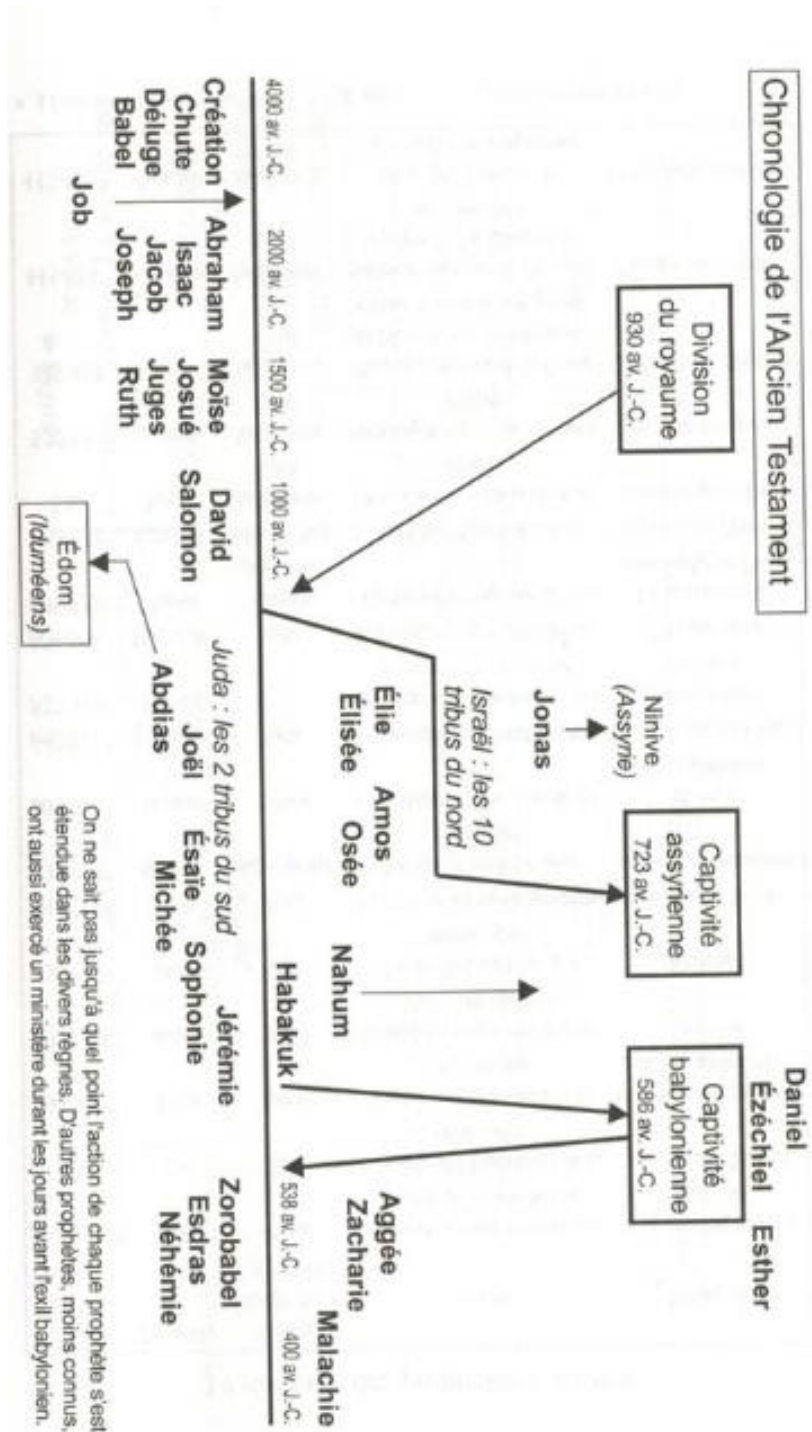 Chronologie de l'Ancien Testament
Division
du royaume
930 av. J.-C.
Ninive
(Assyrie)
Jonas
Captivité
assyrienne
723 av. J.-C.
Daniel
Ézéchiel Esther
Captivité
babylonienne
586 av. J.-C.
Israël : les 10
tribus du nord
Élie Amos
Élisée Osée
Nahum
Habakuk
Aggée
Zacharie
Malachie
4000 av. J.-C. 20000 av. J.-C. 1500 av. J.-C. 1000 av. J.-C. 538 av. J.-C. 400 av. J.-C.
Création Abraham Moïse David
Chute Isaac Josué Salomon
Déluge Jacob Juges
Babel Joseph Ruth
Job
Juda : les 2 tribus du sud
Abdias Joël Ésaïe Sophonie Jérémie
Michée
Zorobabel
Esdras
Néhémie
Édom
(Iduméens)
On ne sait pas jusqu'à quel point l'action de chaque prophète s'est
étendue dans les divers règnes. D'autres prophètes, moins connus,
ont aussi exercé un ministère durant les jours avant l'exil babylonien.